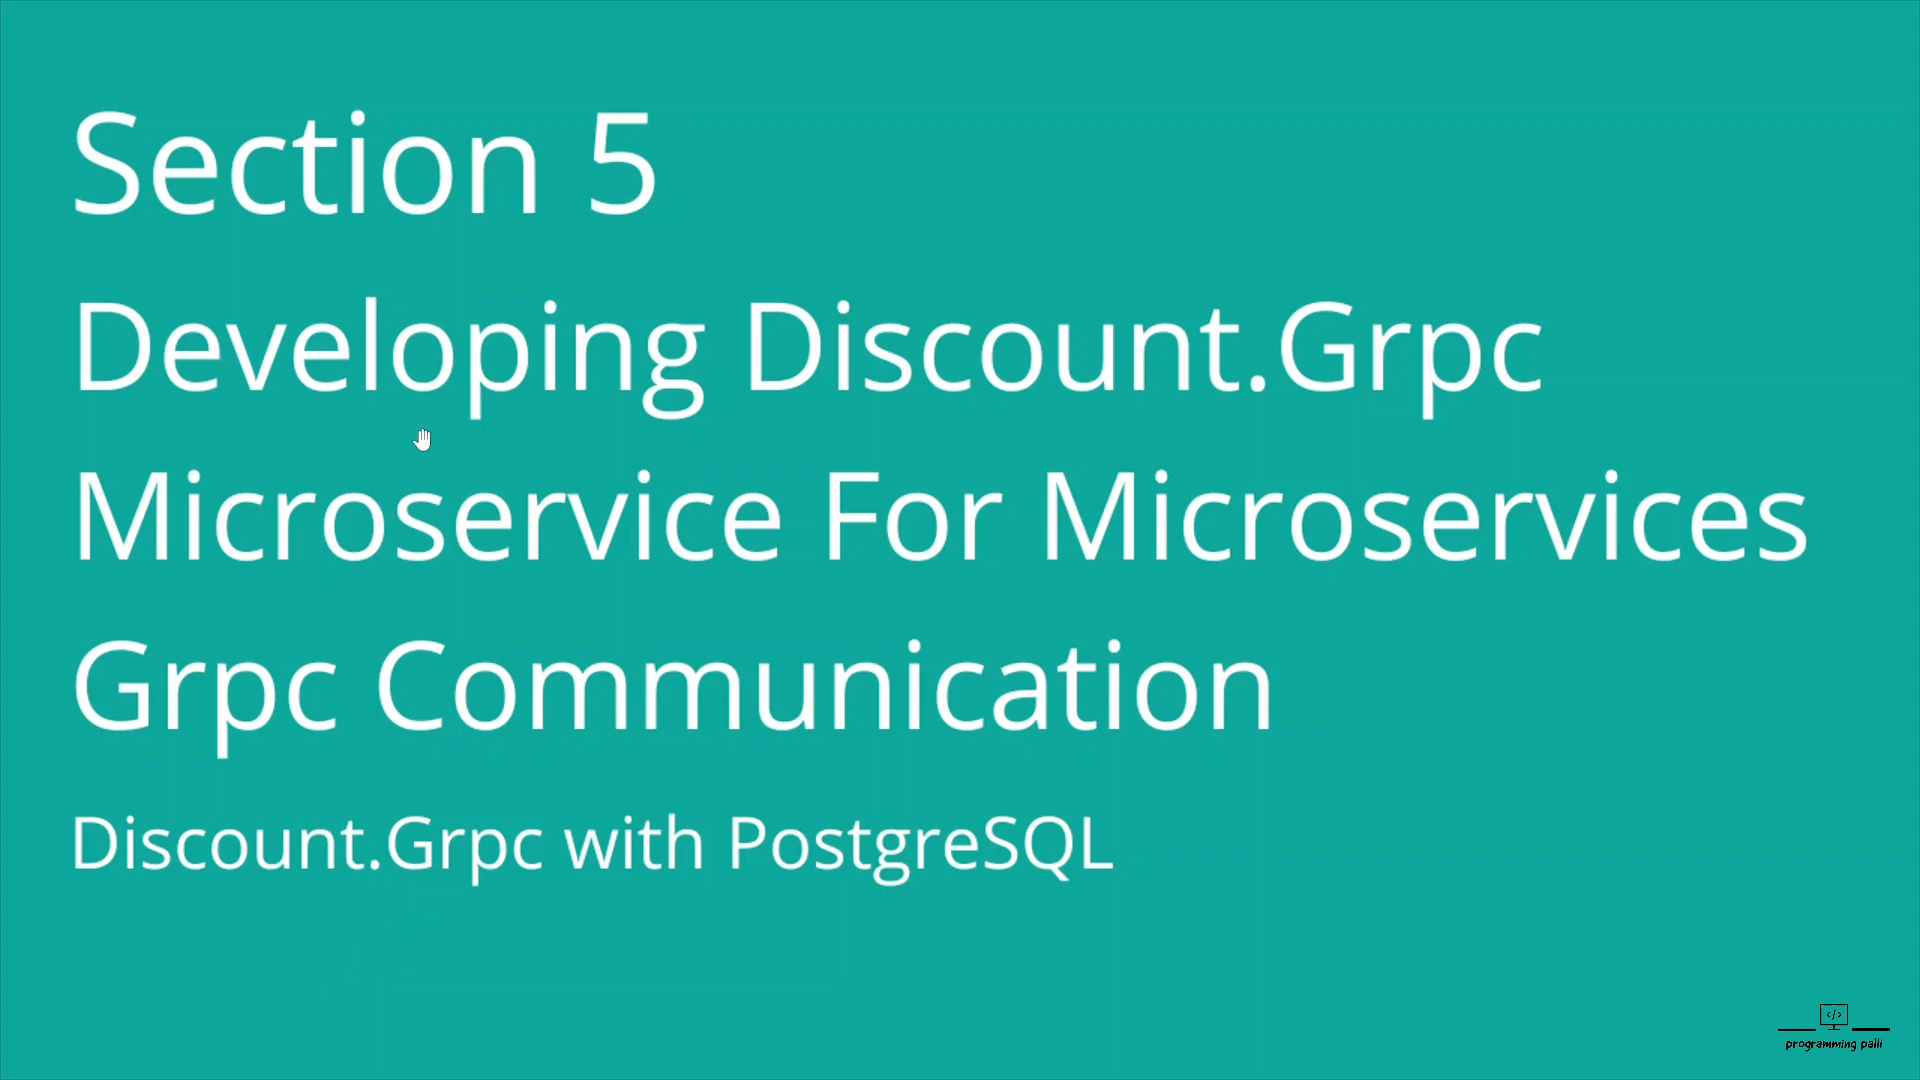 Section 5
Developing Discount.Grpc
Microservice For Microservices
Grpc Communication
Discount.Grpc with PostgreSQL
</>
programming palli